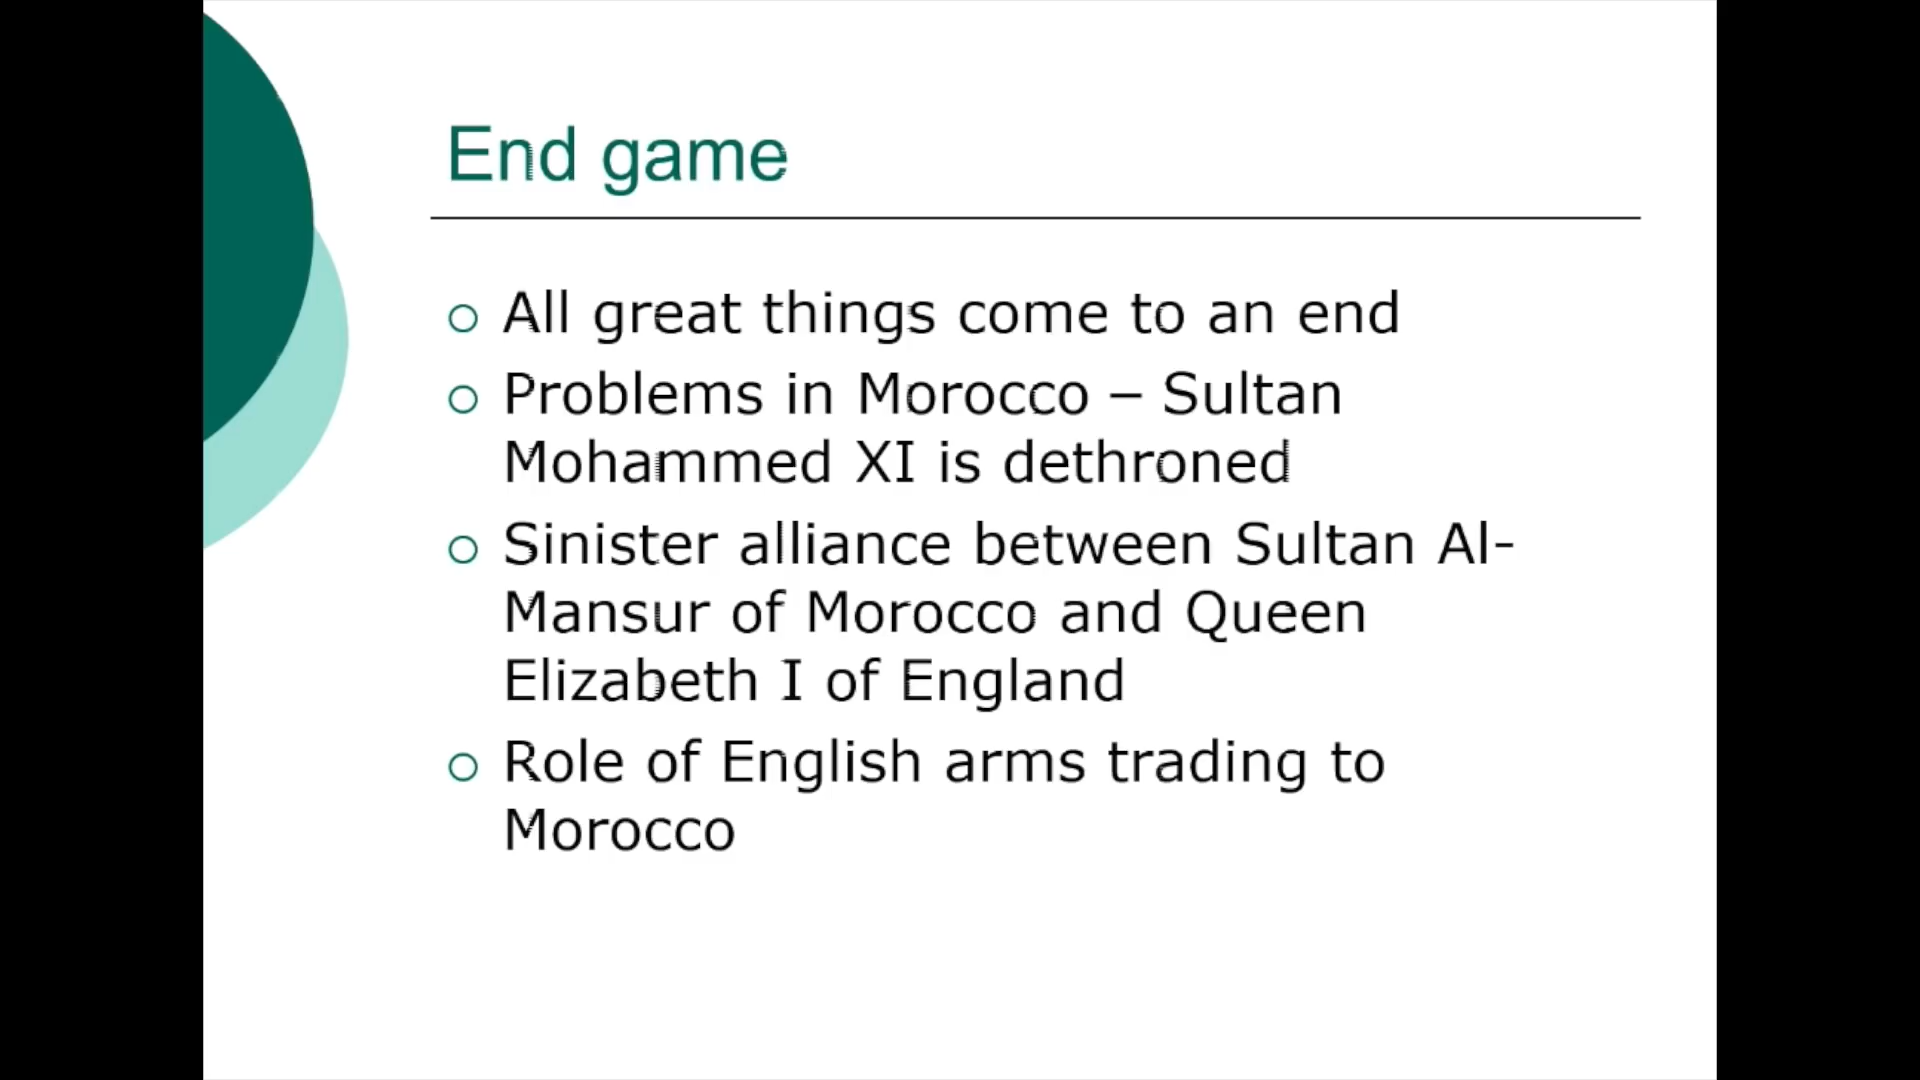 End game
All great things come to an end
Problems in Morocco – Sultan
Mohammed XI is dethroned
Sinister alliance between Sultan Al-
Mansur of Morocco and Queen
Elizabeth I of England
Role of English arms trading to
Morocco